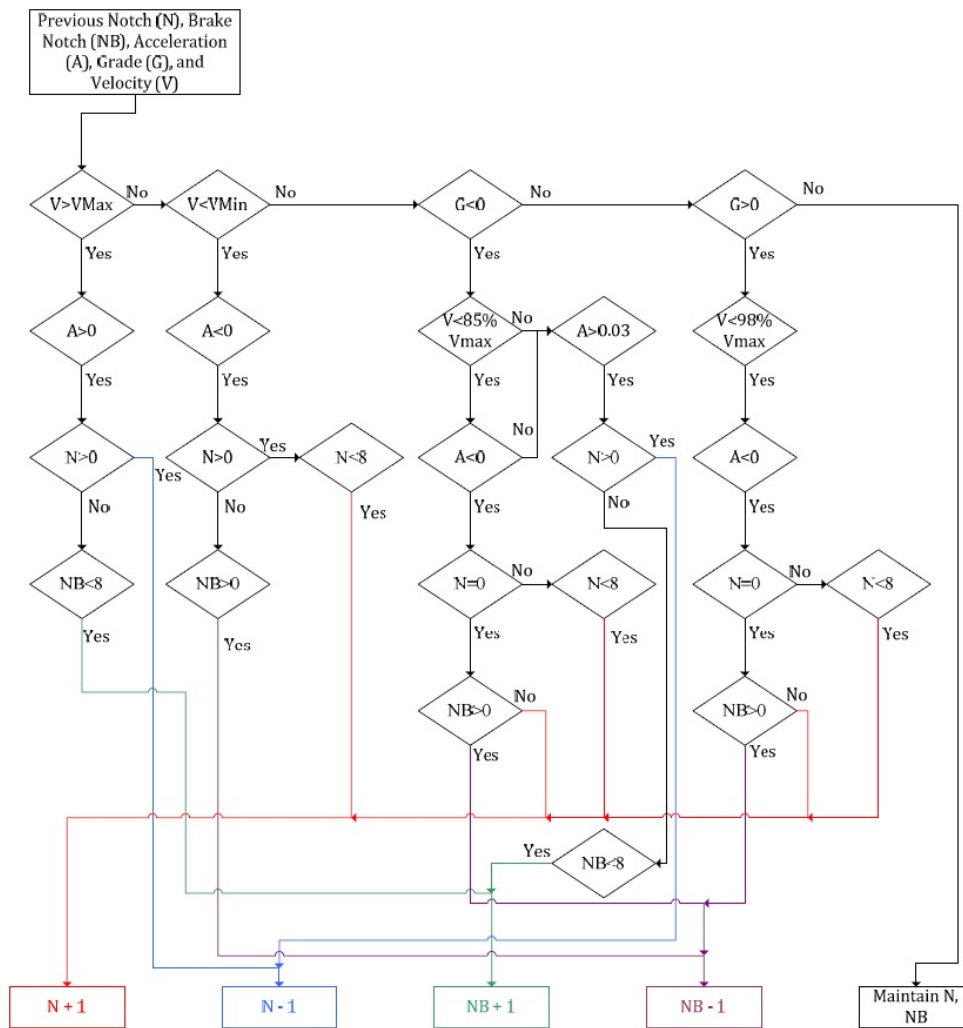 Previous Notch (N), Brake
Notch (NB), Acceleration
(A), Grade (G), and
Velocity (V)
V>VMax
No
V<VMin
No
G<0
No
G>0
No
Yes
Yes
Yes
Yes
A>0
A<0
V<85%
Vmax
No
A>0.03
V<98%
Vmax
Yes
Yes
Yes
Yes
Yes
N>0
Yes
N>0
Yes
N<8
A<0
No
N>0
Yes
A<0
No
No
Yes
Yes
No
Yes
NB<8
NB>0
N=0
No
N<8
N=0
No
N<8
Yes
Yes
Yes
Yes
Yes
Yes
NB>0
No
NB>0
No
Yes
Yes
Yes
NB<8
N + 1
N - 1
NB + 1
NB - 1
Maintain N,
NB